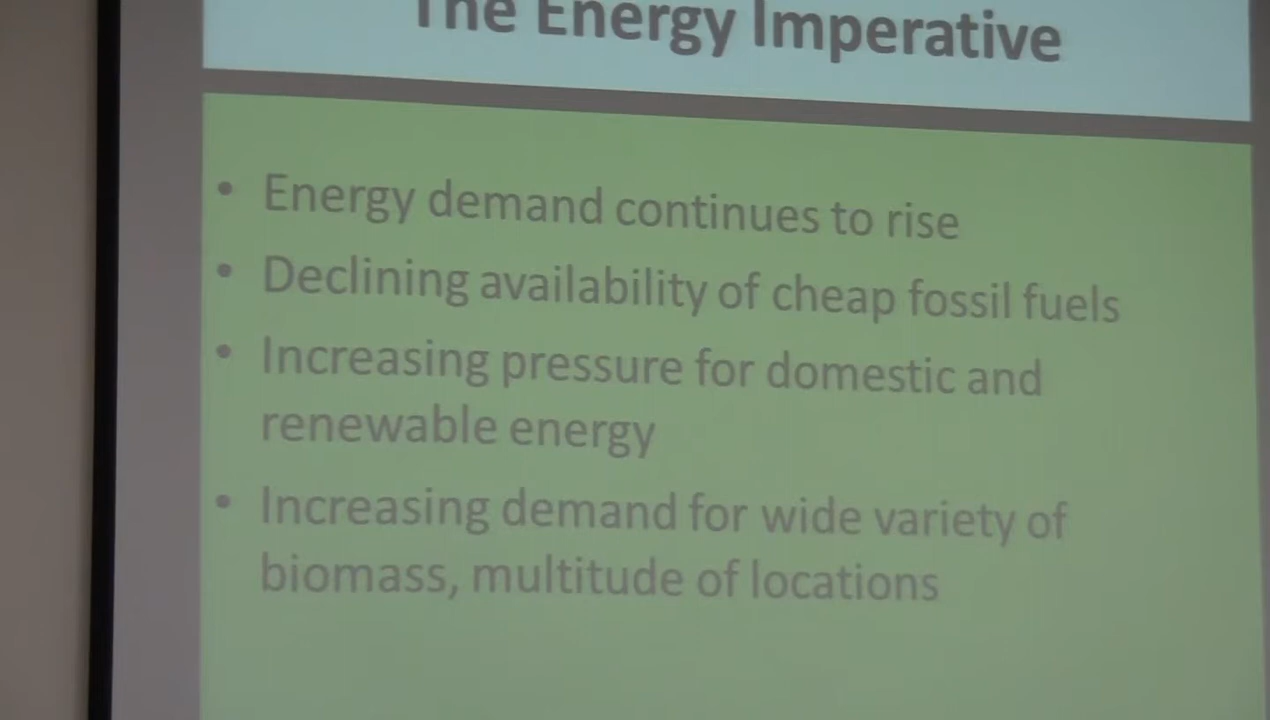 The Energy Imperative
• Energy demand continues to rise
• Declining availability of cheap fossil fuels
• Increasing pressure for domestic and
renewable energy
• Increasing demand for wide variety of
biomass, multitude of locations